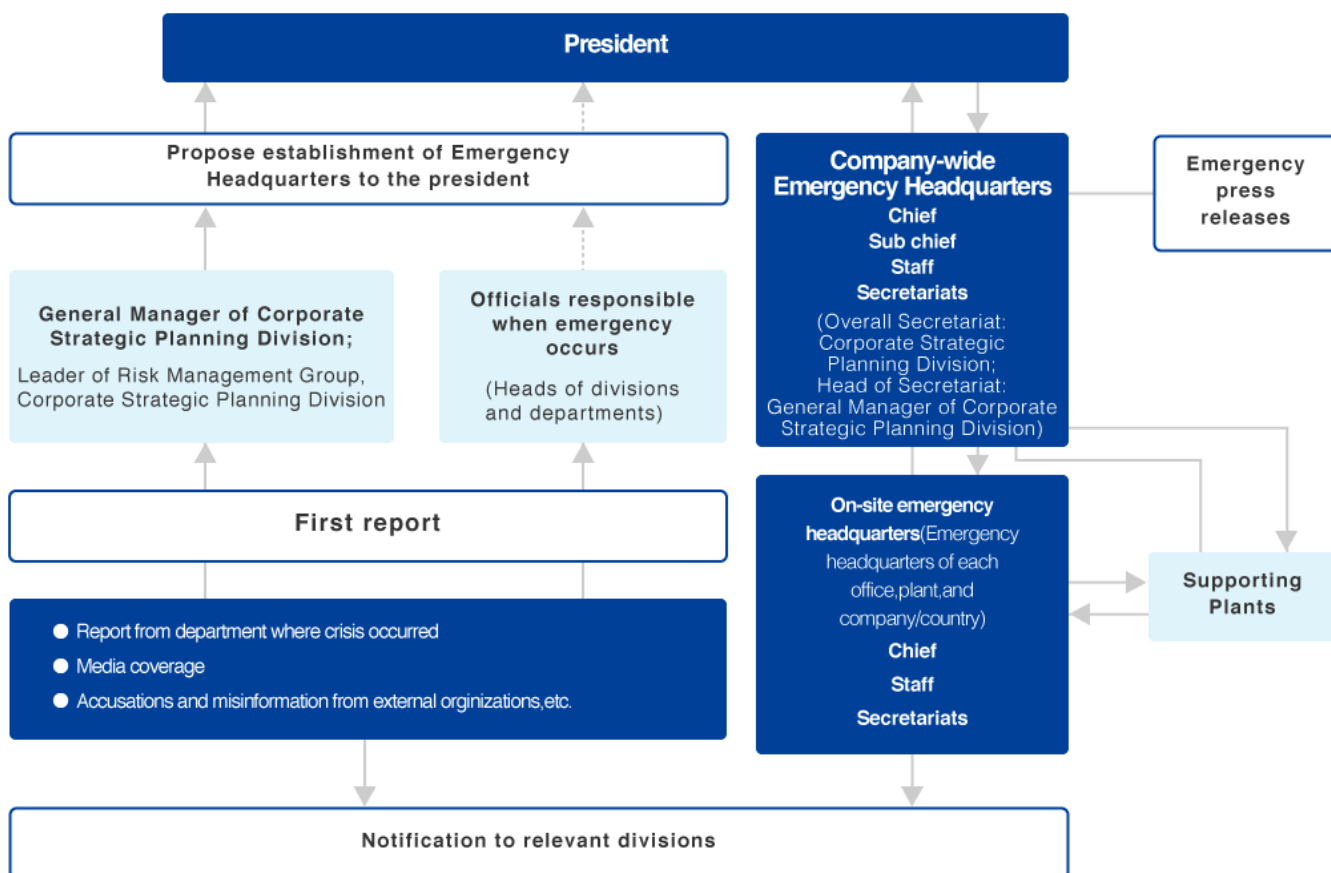 President
Propose establishment of Emergency
Headquarters to the president
General Manager of Corporate
Strategic Planning Division;
Leader of Risk Management Group,
Corporate Strategic Planning Division
Officials responsible
when emergency
occurs
(Heads of divisions
and departments)
First report
● Report from department where crisis occurred
● Media coverage
● Accusations and misinformation from external orginizations,etc.
Company-wide
Emergency Headquarters
Chief
Sub chief
Staff
Secretariats
(Overall Secretariat:
Corporate Strategic
Planning Division;
Head of Secretariat:
General Manager of Corporate
Strategic Planning Division)
Emergency
press
releases
On-site emergency
headquarters(Emergency
headquarters of each
office,plant,and
company/country)
Chief
Staff
Secretariats
Supporting
Plants
Notification to relevant divisions